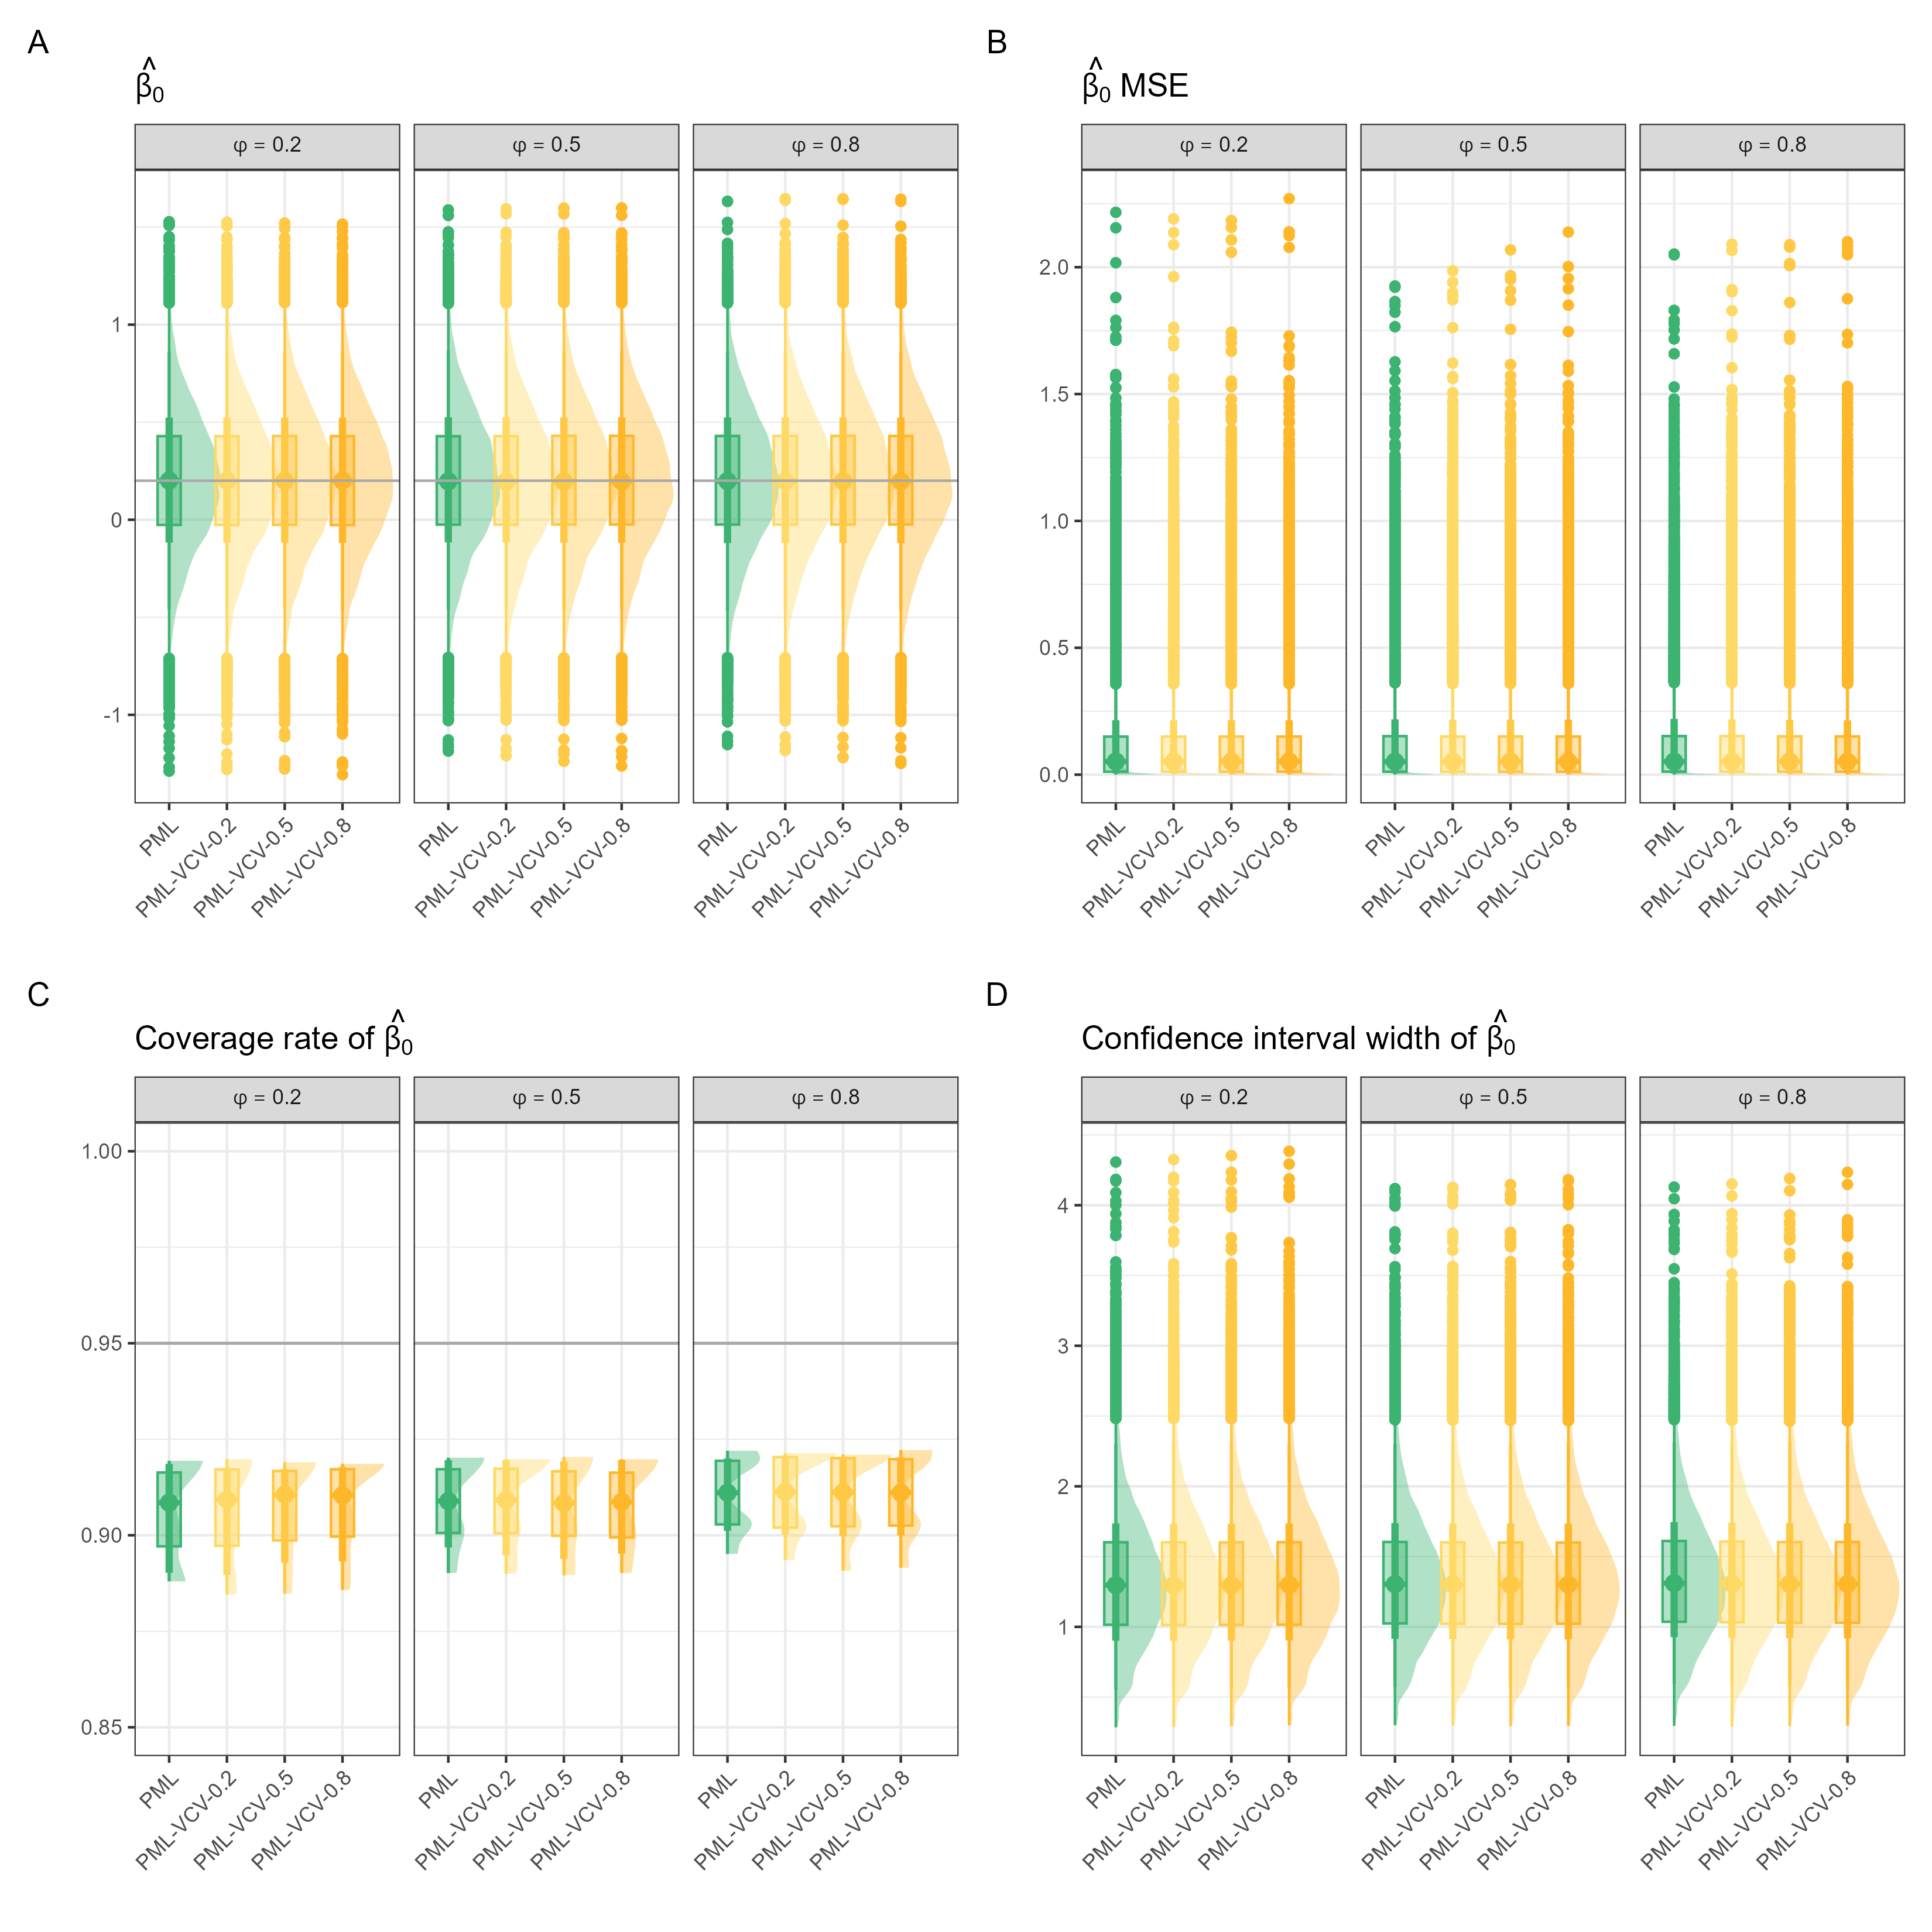 A
β̂₀
φ = 0.2 φ = 0.5 φ = 0.8
1
0
-1
PML PML-VCV-0.2 PML-VCV-0.5 PML-VCV-0.8 PML PML-VCV-0.2 PML-VCV-0.5 PML-VCV-0.8 PML PML-VCV-0.2 PML-VCV-0.5 PML-VCV-0.8
B
β̂₀ MSE
φ = 0.2 φ = 0.5 φ = 0.8
2.0
1.5
1.0
0.5
0.0
PML PML-VCV-0.2 PML-VCV-0.5 PML-VCV-0.8 PML PML-VCV-0.2 PML-VCV-0.5 PML-VCV-0.8 PML PML-VCV-0.2 PML-VCV-0.5 PML-VCV-0.8
C
Coverage rate of β̂₀
φ = 0.2 φ = 0.5 φ = 0.8
1.00
0.95
0.90
0.85
PML PML-VCV-0.2 PML-VCV-0.5 PML-VCV-0.8 PML PML-VCV-0.2 PML-VCV-0.5 PML-VCV-0.8 PML PML-VCV-0.2 PML-VCV-0.5 PML-VCV-0.8
D
Confidence interval width of β̂₀
φ = 0.2 φ = 0.5 φ = 0.8
4
3
2
1
PML PML-VCV-0.2 PML-VCV-0.5 PML-VCV-0.8 PML PML-VCV-0.2 PML-VCV-0.5 PML-VCV-0.8 PML PML-VCV-0.2 PML-VCV-0.5 PML-VCV-0.8